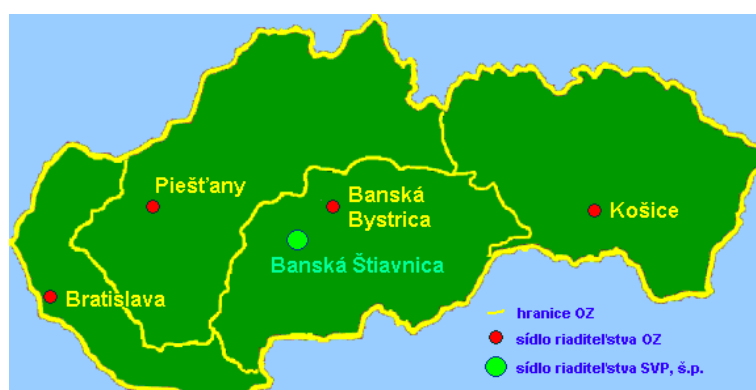 Piešťany
Banská
Bystrica
Košice
Banská Štiavnica
Bratislava
hranice OZ
sídlo riaditeľstva OZ
sídlo riaditeľstva SVP, š.p.